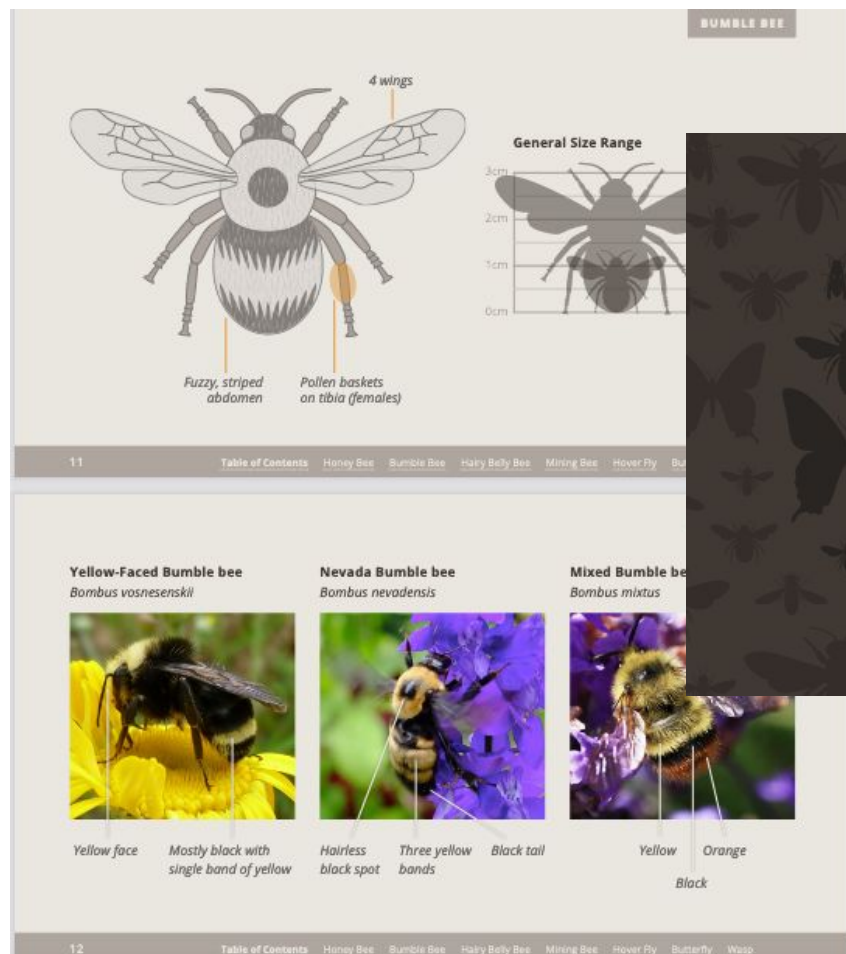 BUMBLE BEE
4 wings
General Size Range
3cm
2cm
1cm
0cm
Fuzzy, striped
abdomen
Pollen baskets
on tibia (females)
11 Table of Contents Honey Bee Bumble Bee Hairy Belly Bee Mining Bee Hover Fly
Yellow-Faced Bumble bee
Bombus vosnesenskii
Nevada Bumble bee
Bombus nevadensis
Mixed Bumble
Bombus mixtus
Yellow face
Mostly black with
single band of yellow
Hairless
black spot
Three yellow
bands
Black tail
Yellow
Orange
Black
12 Table of Contents Honey Bee Bumble Bee Hairy Belly Bee Mining Bee Hover Fly Butterfly Wasp